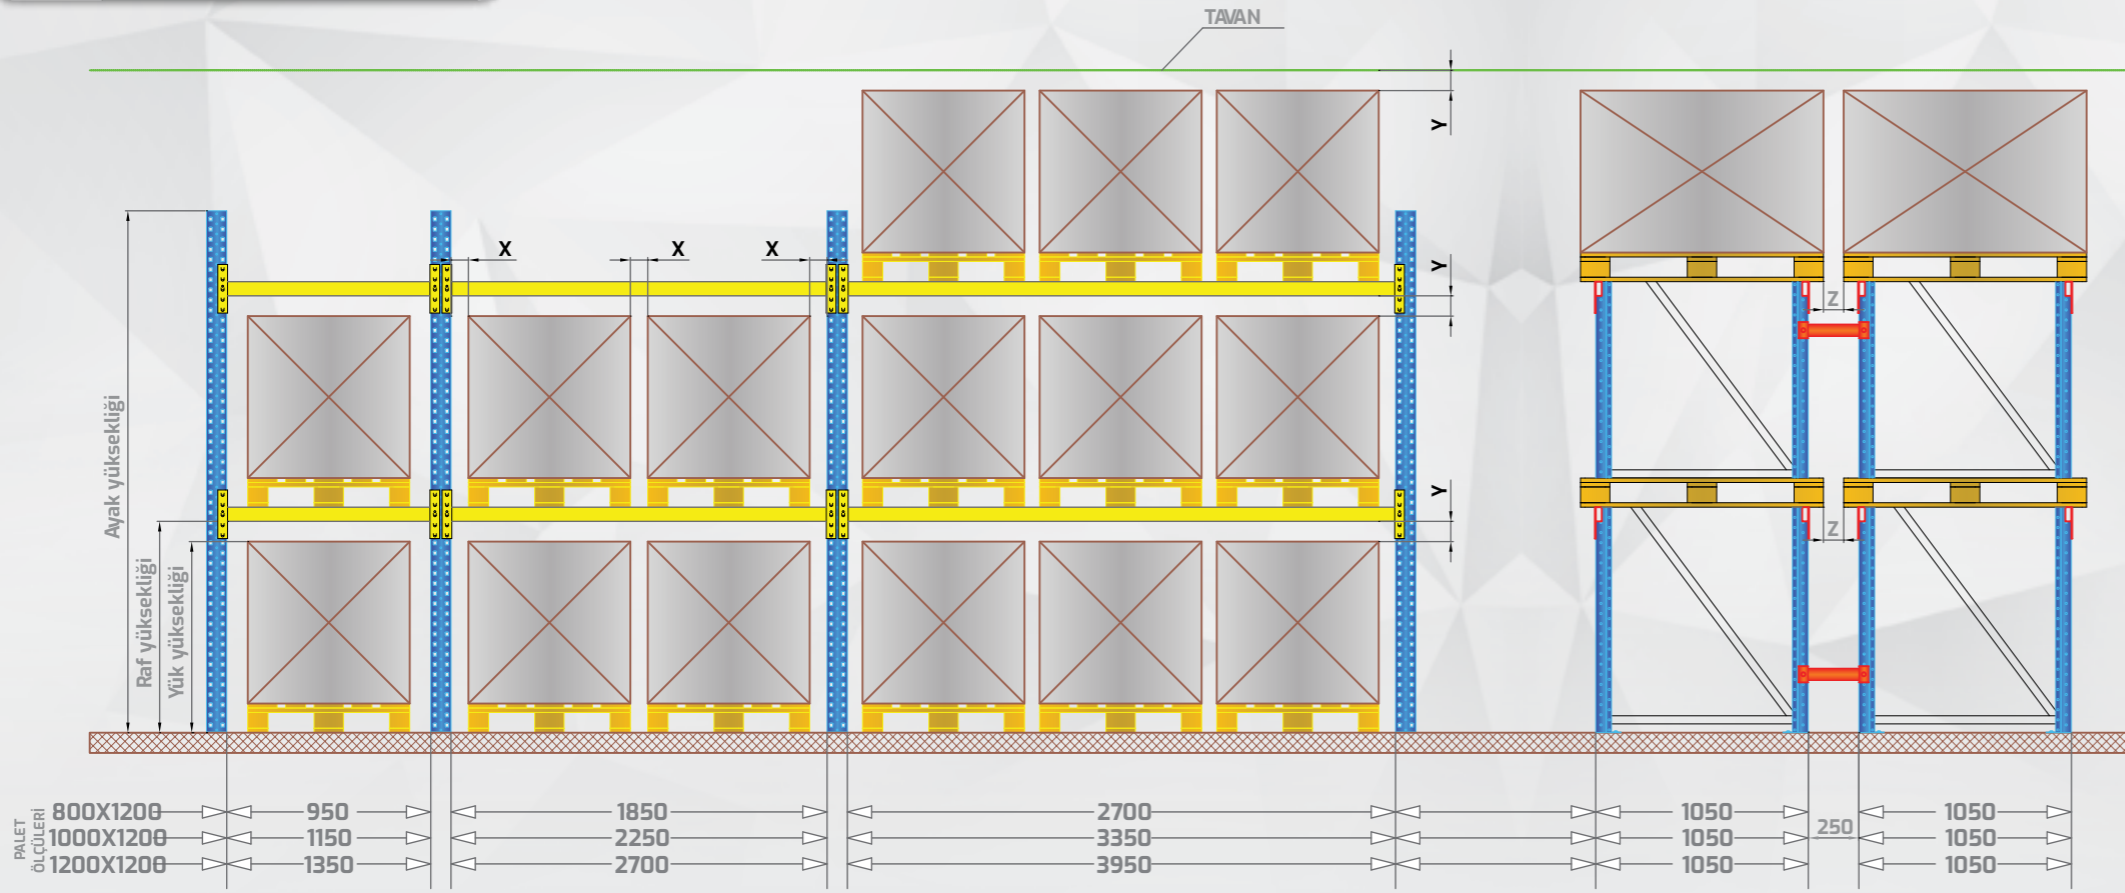 TAVAN
Y
X
X
X
Y
Z
Y
Z
Ayak yüksekliği
Raf yüksekliği
Yük yüksekliği
PALET
ÖLÇÜLERİ
800X1200 950 1850 2700 1050 1050
1000X1200 1150 2250 3350 1050 250 1050
1200X1200 1350 2700 3950 1050 1050